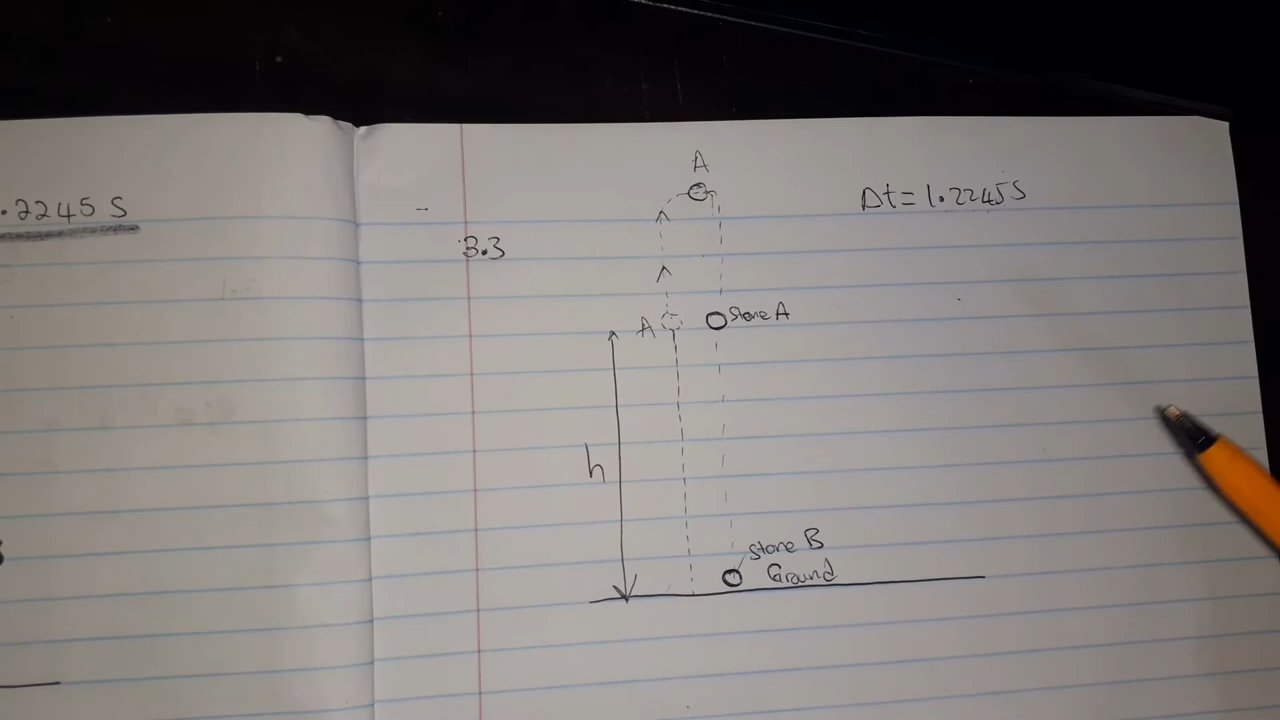 .2245 S
3.3
A
Δt = 1.2245 S
A
Stone A
h
Stone B
Ground